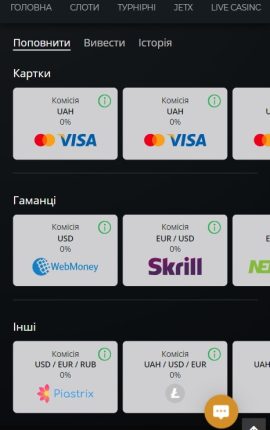 ГОЛОВНА СЛОТИ ТУРНІРНІ JETX LIVE CASINC
Поповнити Вивести Історія
Картки
Комісія Комісія
UAH UAH
0% 0%
VISA VISA
Гаманці
Комісія Комісія
USD EUR / USD E
0% 0%
WebMoney Skrill NE
Інші
Комісія Комісія
USD / EUR / RUB UAH / USD / EUR UAH
0% 0%
Piastrix